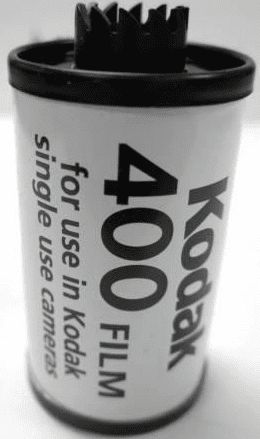 Kodak
400 FILM
for use in Kodak
single use cameras